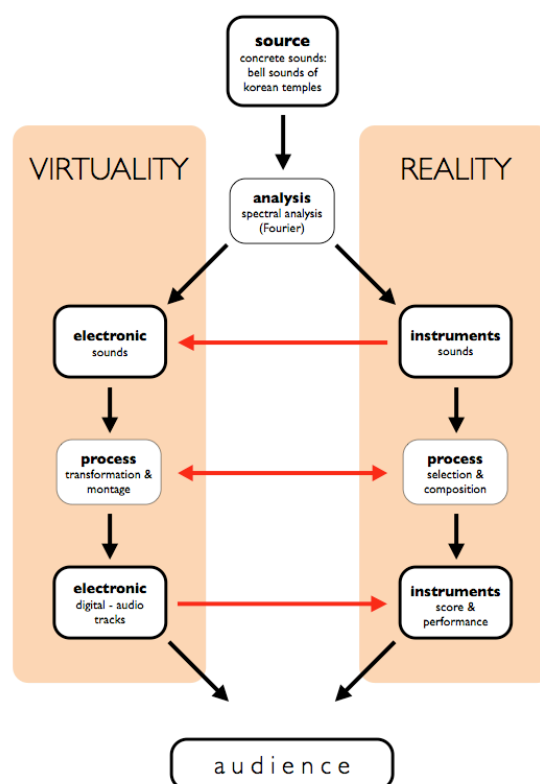 source
concrete sounds:
bell sounds of
korean temples
VIRTUALITY
REALITY
analysis
spectral analysis
(Fourier)
electronic
sounds
instruments
sounds
process
transformation &
montage
process
selection &
composition
electronic
digital - audio
tracks
instruments
score &
performance
audience